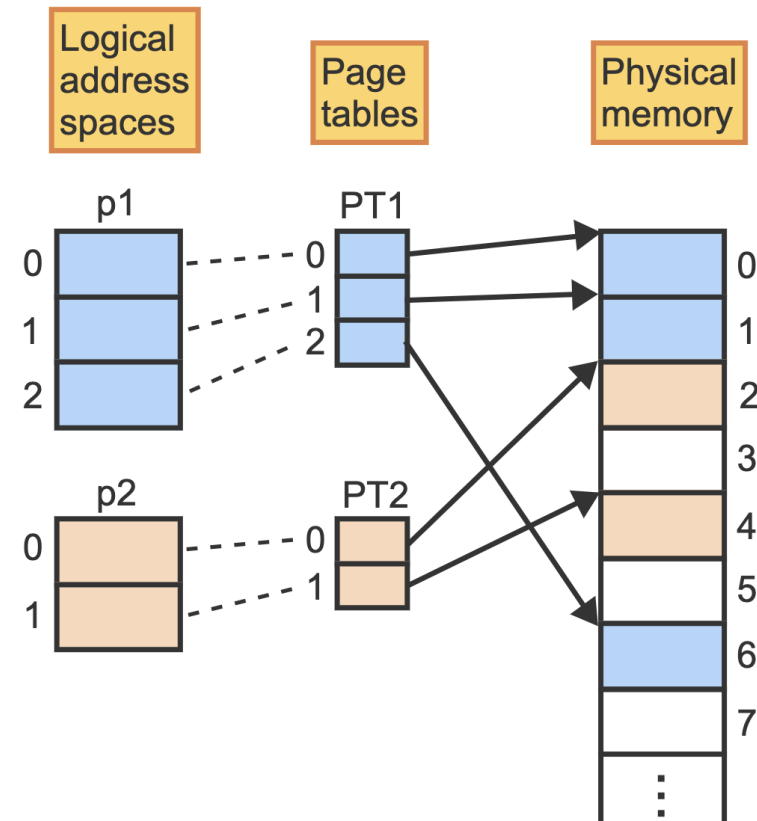 Logical
address
spaces
Page
tables
Physical
memory
p1
0
1
2
PT1
0
1
2
p2
0
1
PT2
0
1
0
1
2
3
4
5
6
7
⋮